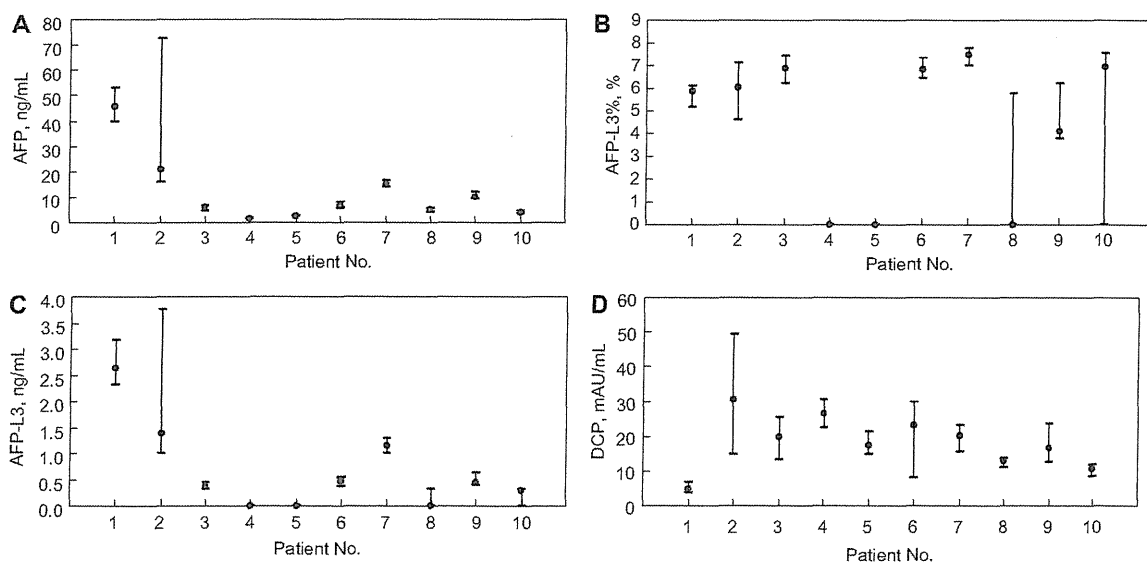 A
AFP, ng/mL
80
70
60
50
40
30
20
10
0
1 2 3 4 5 6 7 8 9 10
Patient No.
B
AFP-L3%, %
9
8
7
6
5
4
3
2
1
0
1 2 3 4 5 6 7 8 9 10
Patient No.
C
AFP-L3, ng/mL
4.0
3.5
3.0
2.5
2.0
1.5
1.0
0.5
0.0
1 2 3 4 5 6 7 8 9 10
Patient No.
D
DCP, mAU/mL
60
50
40
30
20
10
0
1 2 3 4 5 6 7 8 9 10
Patient No.